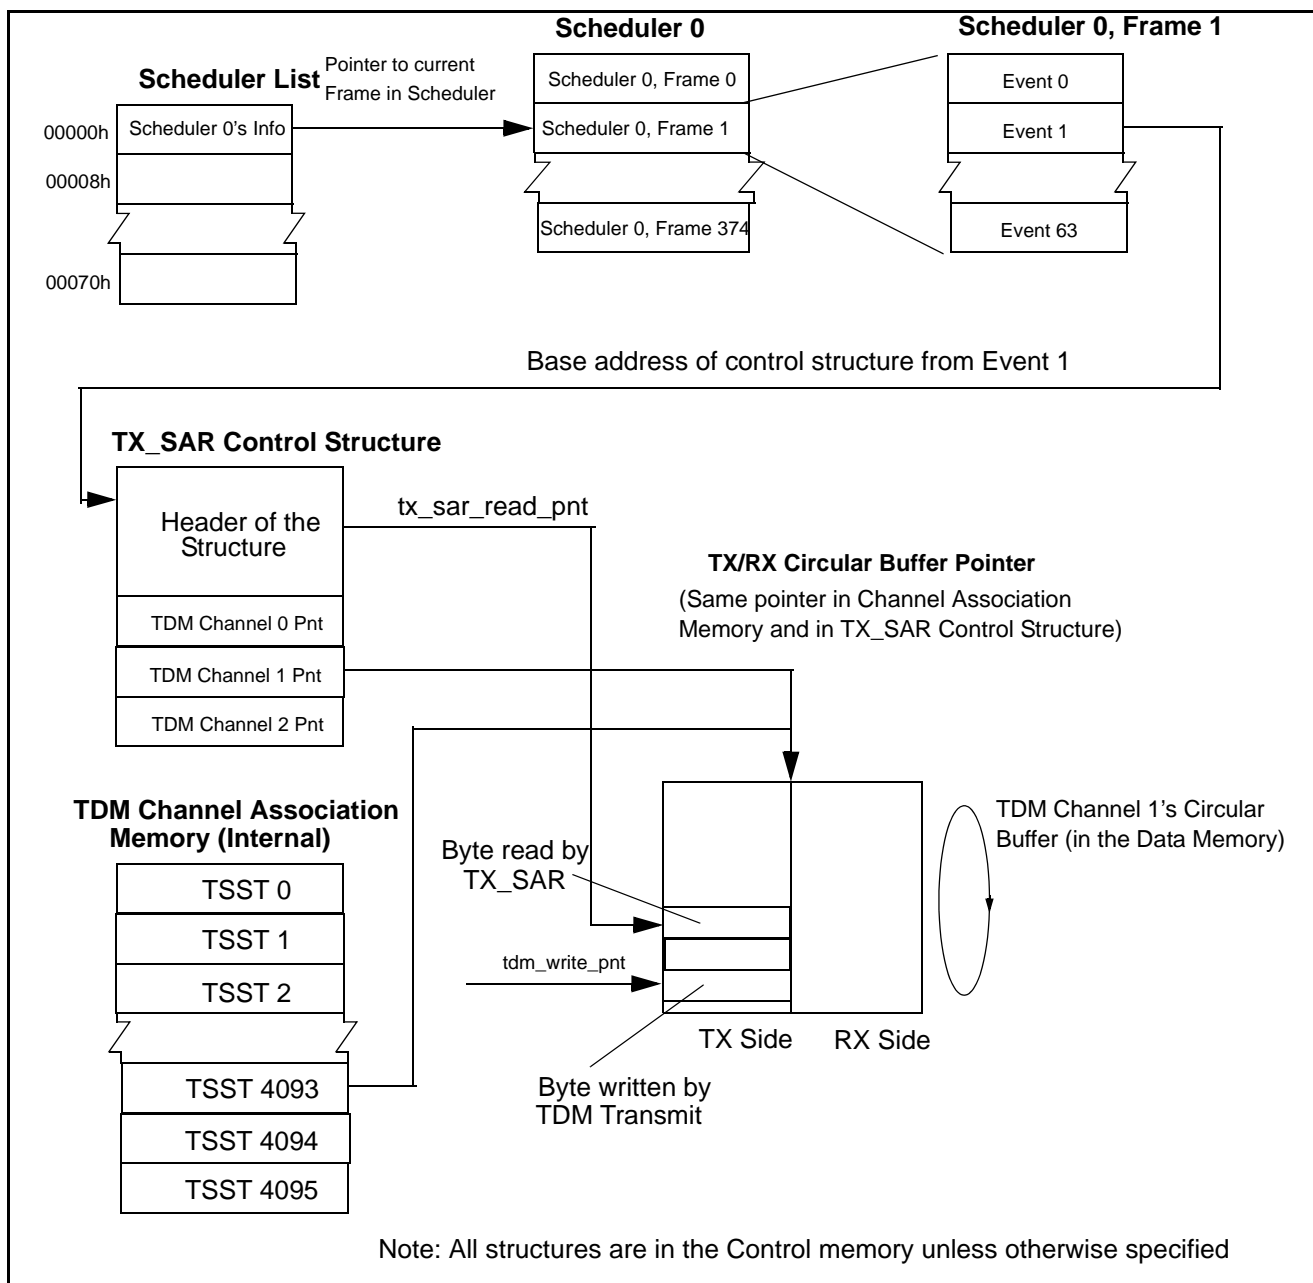 Scheduler 0
Scheduler 0, Frame 1
Scheduler List
Pointer to current
Frame in Scheduler
00000h
Scheduler 0's Info
00008h
00070h
Scheduler 0, Frame 0
Scheduler 0, Frame 1
Scheduler 0, Frame 374
Event 0
Event 1
Event 63
Base address of control structure from Event 1
TX_SAR Control Structure
Header of the
Structure
TDM Channel 0 Pnt
TDM Channel 1 Pnt
TDM Channel 2 Pnt
tx_sar_read_pnt
TX/RX Circular Buffer Pointer
(Same pointer in Channel Association
Memory and in TX_SAR Control Structure)
TDM Channel Association
Memory (Internal)
TSST 0
TSST 1
TSST 2
TSST 4093
TSST 4094
TSST 4095
Byte read by
TX_SAR
tdm_write_pnt
TDM Channel 1's Circular
Buffer (in the Data Memory)
TX Side
RX Side
Byte written by
TDM Transmit
Note: All structures are in the Control memory unless otherwise specified